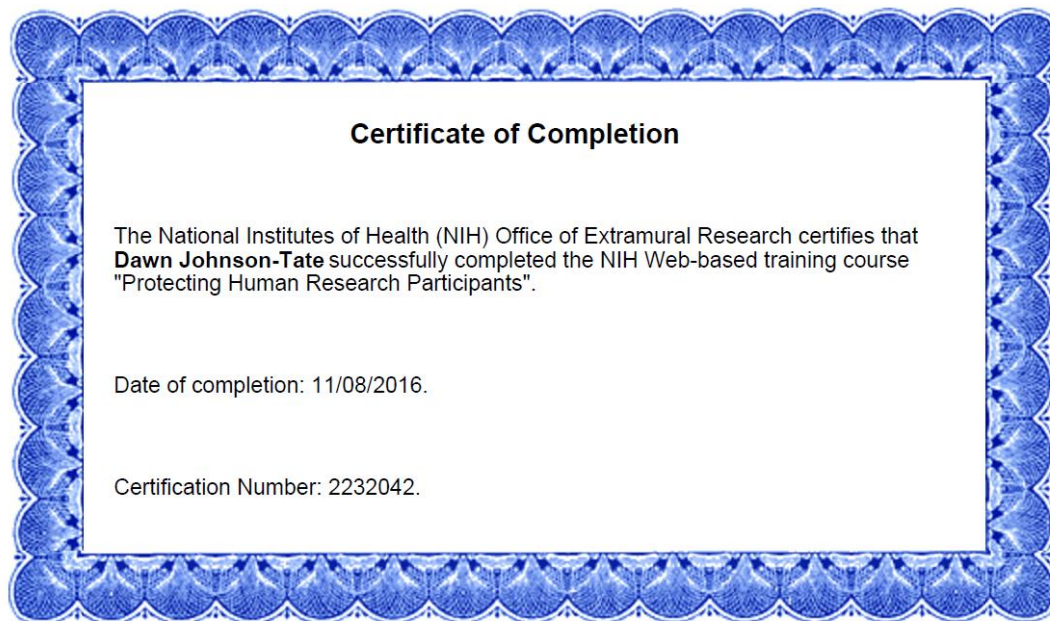 Certificate of Completion
The National Institutes of Health (NIH) Office of Extramural Research certifies that
Dawn Johnson-Tate successfully completed the NIH Web-based training course
"Protecting Human Research Participants".
Date of completion: 11/08/2016.
Certification Number: 2232042.